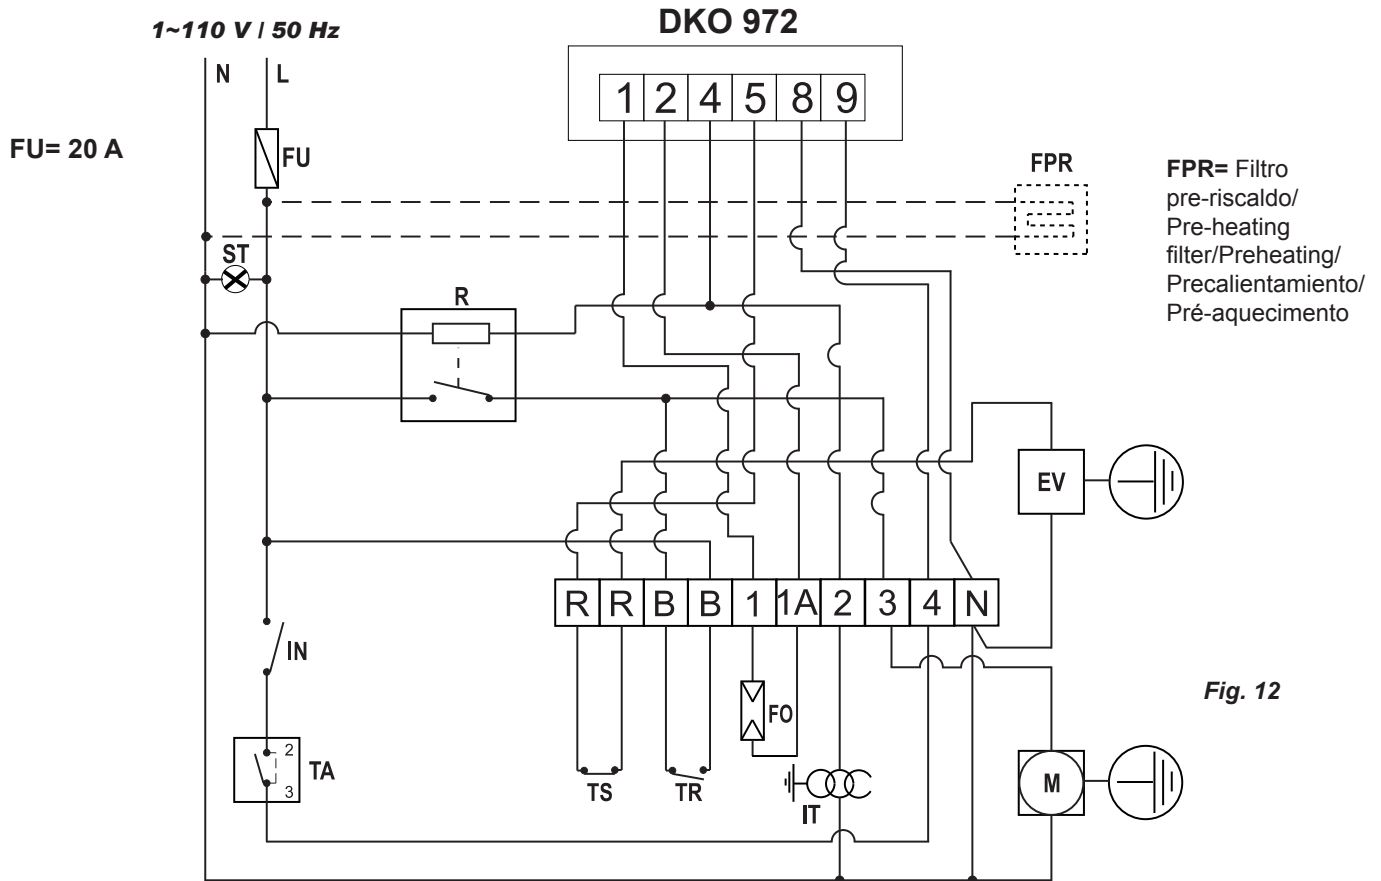 1~110 V / 50 Hz
DKO 972
N L
1 2 4 5 8 9
FU= 20 A
FU
FPR
FPR= Filtro
pre-riscaldo/
Pre-heating
filter/Preheating/
Precalientamiento/
Pré-aquecimento
ST
R
EV
R R B B 1 1A 2 3 4 N
IN
FO
Fig. 12
2
TA
3
TS
TR
IT
M